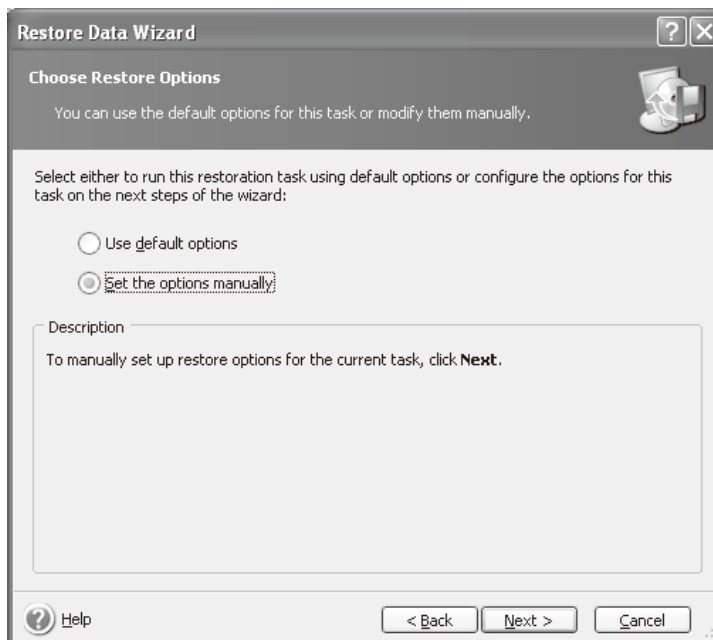 Restore Data Wizard
Choose Restore Options
You can use the default options for this task or modify them manually.
Select either to run this restoration task using default options or configure the options for this
task on the next steps of the wizard:
Use default options
Set the options manually
Description
To manually set up restore options for the current task, click Next.
Help
< Back
Next >
Cancel